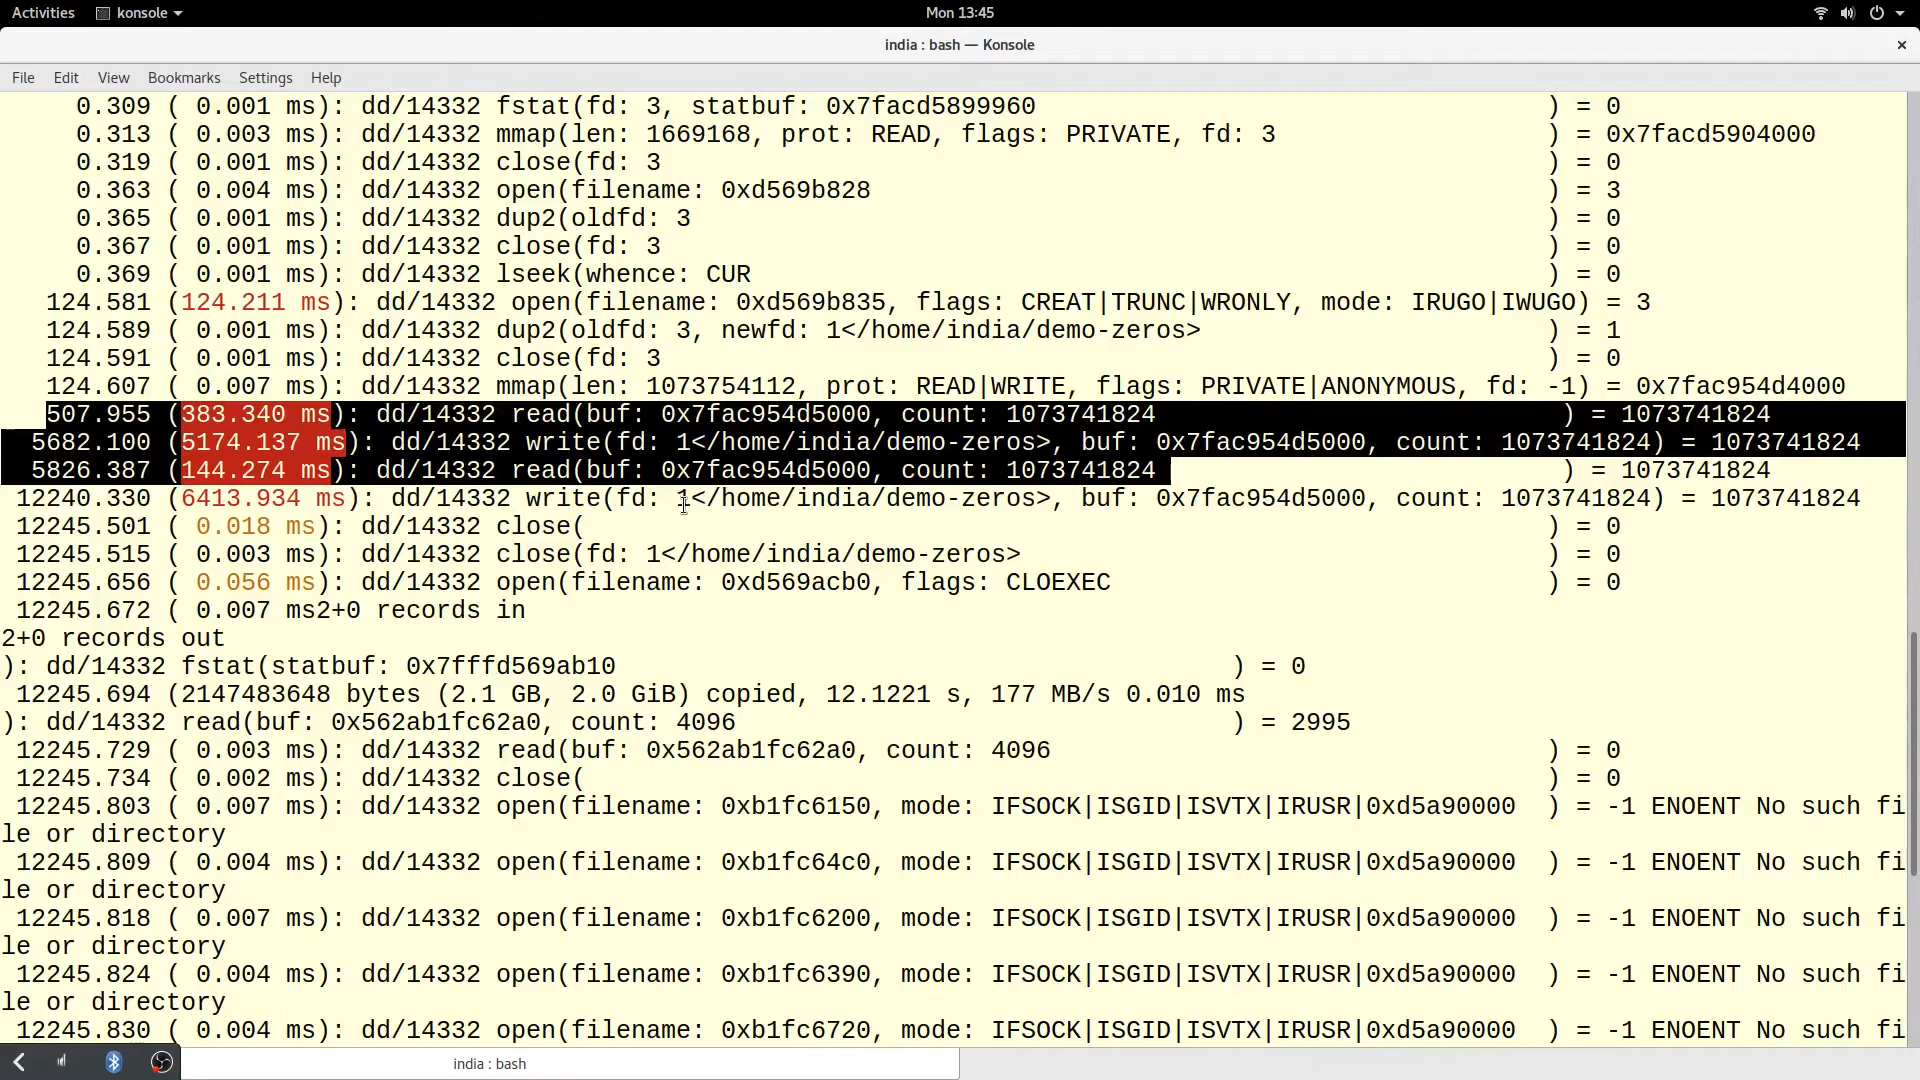 Activities konsole Mon 13:45
india : bash — Konsole
File Edit View Bookmarks Settings Help
0.309 ( 0.001 ms): dd/14332 fstat(fd: 3, statbuf: 0x7facd5899960 ) = 0
0.313 ( 0.003 ms): dd/14332 mmap(len: 1669168, prot: READ, flags: PRIVATE, fd: 3 ) = 0x7facd5904000
0.319 ( 0.001 ms): dd/14332 close(fd: 3 ) = 0
0.363 ( 0.004 ms): dd/14332 open(filename: 0xd569b828 ) = 3
0.365 ( 0.001 ms): dd/14332 dup2(oldfd: 3 ) = 0
0.367 ( 0.001 ms): dd/14332 close(fd: 3 ) = 0
0.369 ( 0.001 ms): dd/14332 lseek(whence: CUR ) = 0
124.581 (124.211 ms): dd/14332 open(filename: 0xd569b835, flags: CREAT|TRUNC|WRONLY, mode: IRUGO|IWUGO) = 3
124.589 ( 0.001 ms): dd/14332 dup2(oldfd: 3, newfd: 1</home/india/demo-zeros> ) = 1
124.591 ( 0.001 ms): dd/14332 close(fd: 3 ) = 0
124.607 ( 0.007 ms): dd/14332 mmap(len: 1073754112, prot: READ|WRITE, flags: PRIVATE|ANONYMOUS, fd: -1) = 0x7fac954d4000
507.955 (383.340 ms): dd/14332 read(buf: 0x7fac954d5000, count: 1073741824 ) = 1073741824
5682.100 (5174.137 ms): dd/14332 write(fd: 1</home/india/demo-zeros>, buf: 0x7fac954d5000, count: 1073741824) = 1073741824
5826.387 (144.274 ms): dd/14332 read(buf: 0x7fac954d5000, count: 1073741824 ) = 1073741824
12240.330 (6413.934 ms): dd/14332 write(fd: 1</home/india/demo-zeros>, buf: 0x7fac954d5000, count: 1073741824) = 1073741824
12245.501 ( 0.018 ms): dd/14332 close( ) = 0
12245.515 ( 0.003 ms): dd/14332 close(fd: 1</home/india/demo-zeros> ) = 0
12245.656 ( 0.056 ms): dd/14332 open(filename: 0xd569acb0, flags: CLOEXEC ) = 0
12245.672 ( 0.007 ms2+0 records in
2+0 records out
): dd/14332 fstat(statbuf: 0x7fffd569ab10 ) = 0
12245.694 (2147483648 bytes (2.1 GB, 2.0 GiB) copied, 12.1221 s, 177 MB/s 0.010 ms
): dd/14332 read(buf: 0x562ab1fc62a0, count: 4096 ) = 2995
12245.729 ( 0.003 ms): dd/14332 read(buf: 0x562ab1fc62a0, count: 4096 ) = 0
12245.734 ( 0.002 ms): dd/14332 close( ) = 0
12245.803 ( 0.007 ms): dd/14332 open(filename: 0xb1fc6150, mode: IFSOCK|ISGID|ISVTX|IRUSR|0xd5a90000 ) = -1 ENOENT No such fi
le or directory
12245.809 ( 0.004 ms): dd/14332 open(filename: 0xb1fc64c0, mode: IFSOCK|ISGID|ISVTX|IRUSR|0xd5a90000 ) = -1 ENOENT No such fi
le or directory
12245.818 ( 0.007 ms): dd/14332 open(filename: 0xb1fc6200, mode: IFSOCK|ISGID|ISVTX|IRUSR|0xd5a90000 ) = -1 ENOENT No such fi
le or directory
12245.824 ( 0.004 ms): dd/14332 open(filename: 0xb1fc6390, mode: IFSOCK|ISGID|ISVTX|IRUSR|0xd5a90000 ) = -1 ENOENT No such fi
le or directory
12245.830 ( 0.004 ms): dd/14332 open(filename: 0xb1fc6720, mode: IFSOCK|ISGID|ISVTX|IRUSR|0xd5a90000 ) = -1 ENOENT No such fi
india : bash